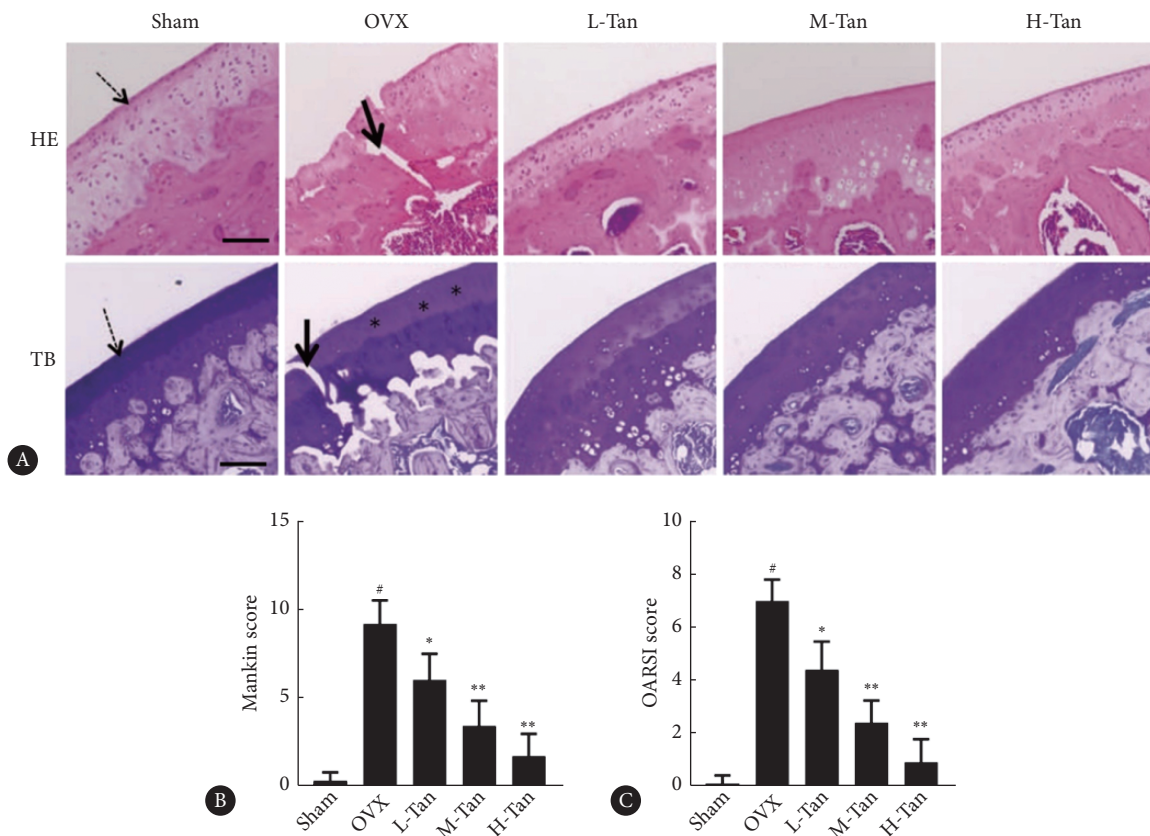 Sham OVX L-Tan M-Tan H-Tan
HE
* * *
TB
A
15
10
5
0
Mankin score
#
*
**
**
Sham OVX L-Tan M-Tan H-Tan
B
10
8
6
4
2
0
OARSI score
#
*
**
**
Sham OVX L-Tan M-Tan H-Tan
C